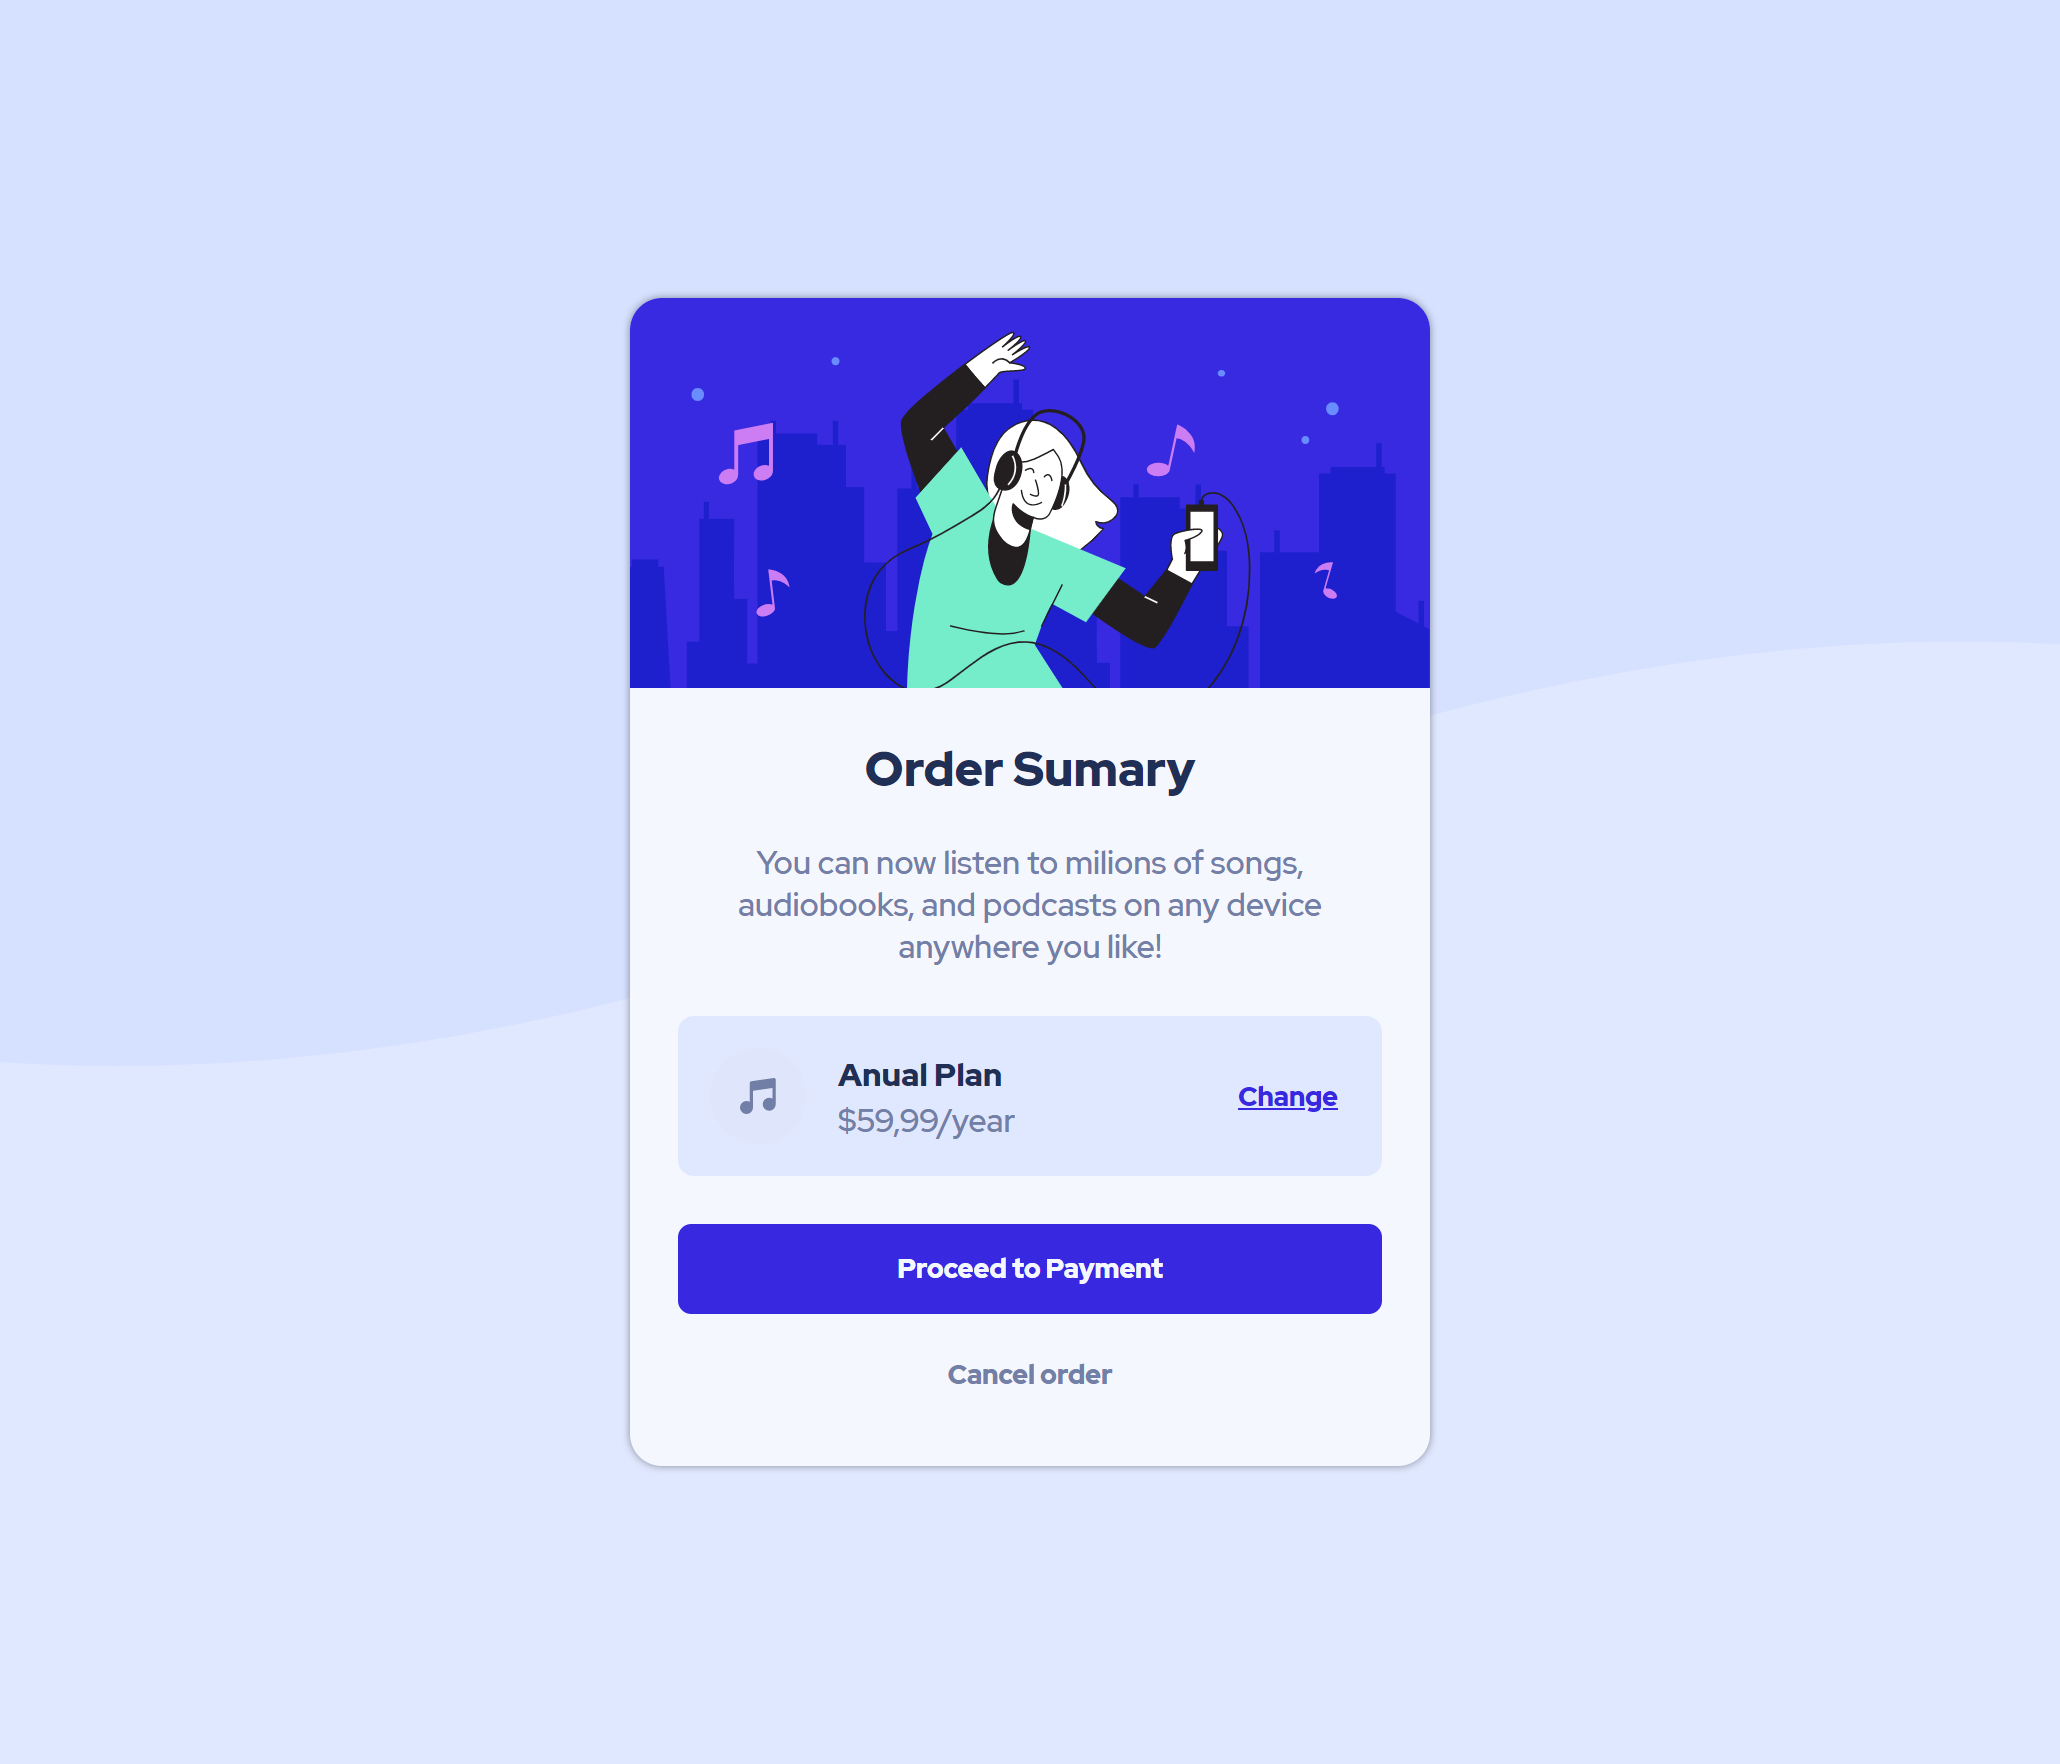 Order Sumary
You can now listen to milions of songs,
audiobooks, and podcasts on any device
anywhere you like!
Anual Plan
$59,99/year
Change
Proceed to Payment
Cancel order